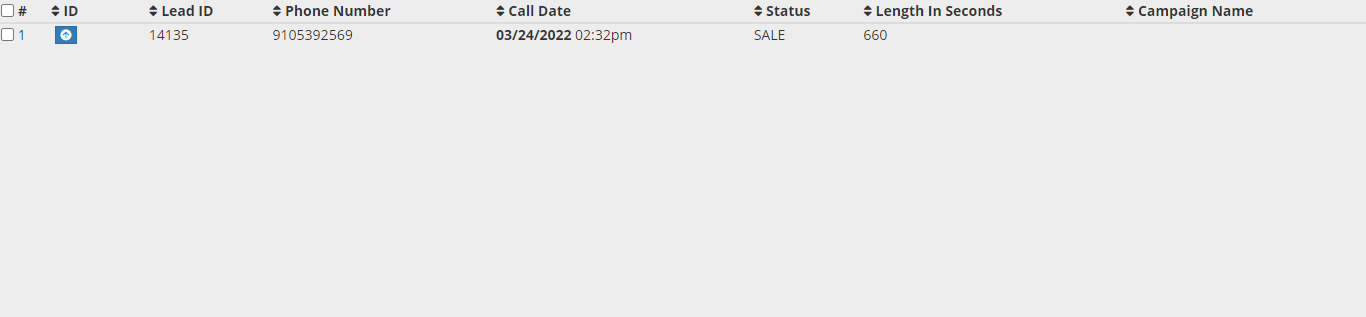 # ID Lead ID Phone Number Call Date Status Length In Seconds Campaign Name
1 14135 9105392569 03/24/2022 02:32pm SALE 660